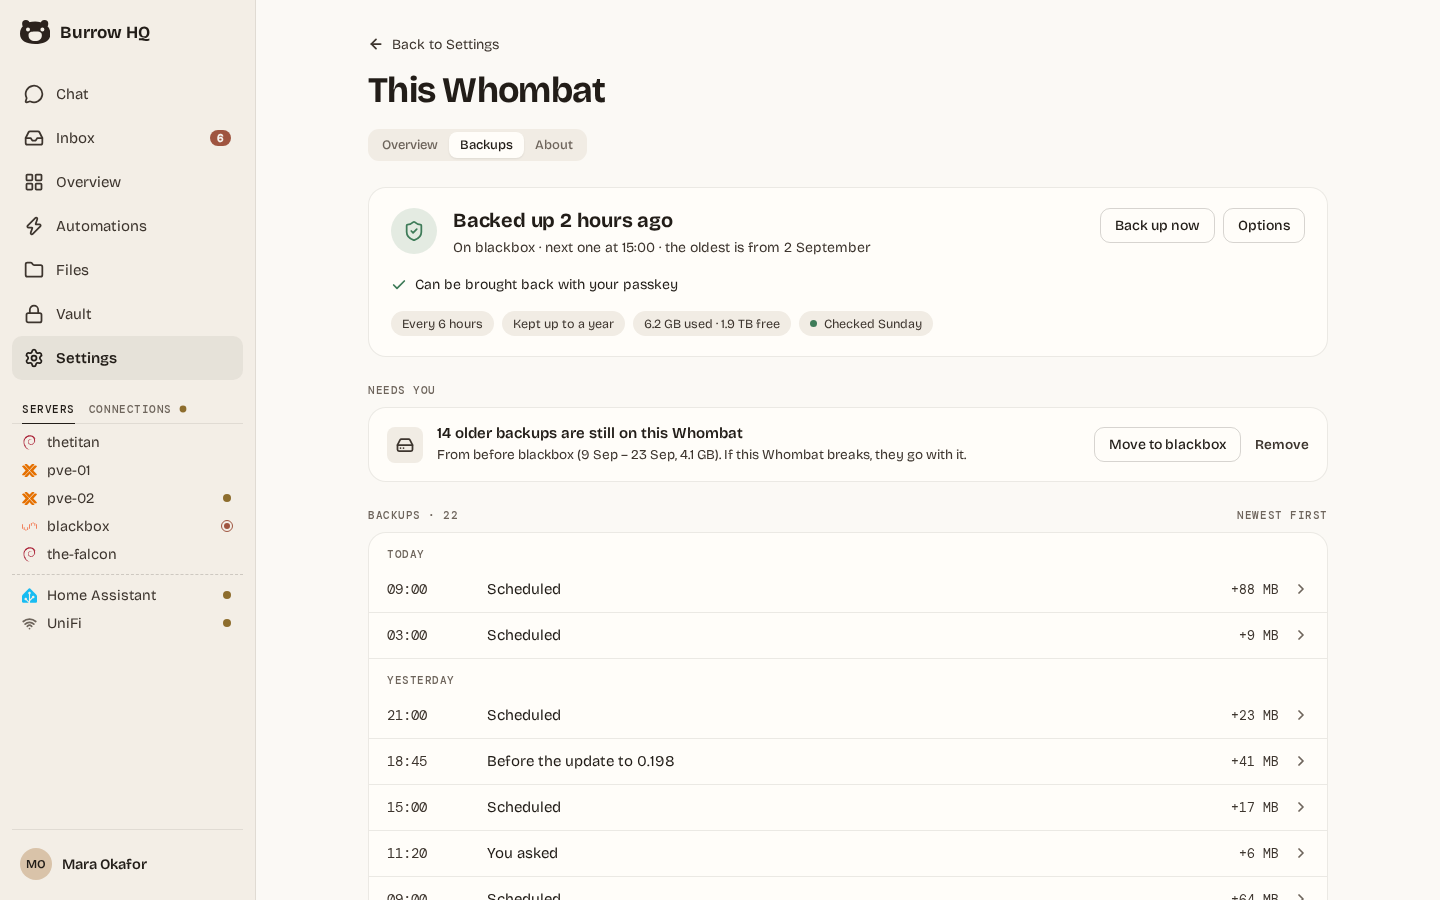 Burrow HQ
Chat
Inbox
6
Overview
Automations
Files
Vault
Settings
SERVERS
CONNECTIONS
thetitan
pve-01
pve-02
blackbox
the-falcon
Home Assistant
UniFi
MO
Mara Okafor
Back to Settings
This Whombat
Overview
Backups
About
Backed up 2 hours ago
On blackbox · next one at 15:00 · the oldest is from 2 September
Back up now
Options
Can be brought back with your passkey
Every 6 hours
Kept up to a year
6.2 GB used · 1.9 TB free
Checked Sunday
NEEDS YOU
14 older backups are still on this Whombat
From before blackbox (9 Sep – 23 Sep, 4.1 GB). If this Whombat breaks, they go with it.
Move to blackbox
Remove
BACKUPS · 22
NEWEST FIRST
TODAY
09:00 Scheduled +88 MB
03:00 Scheduled +9 MB
YESTERDAY
21:00 Scheduled +23 MB
18:45 Before the update to 0.198 +41 MB
15:00 Scheduled +17 MB
11:20 You asked +6 MB
09:00 Scheduled +64 MB